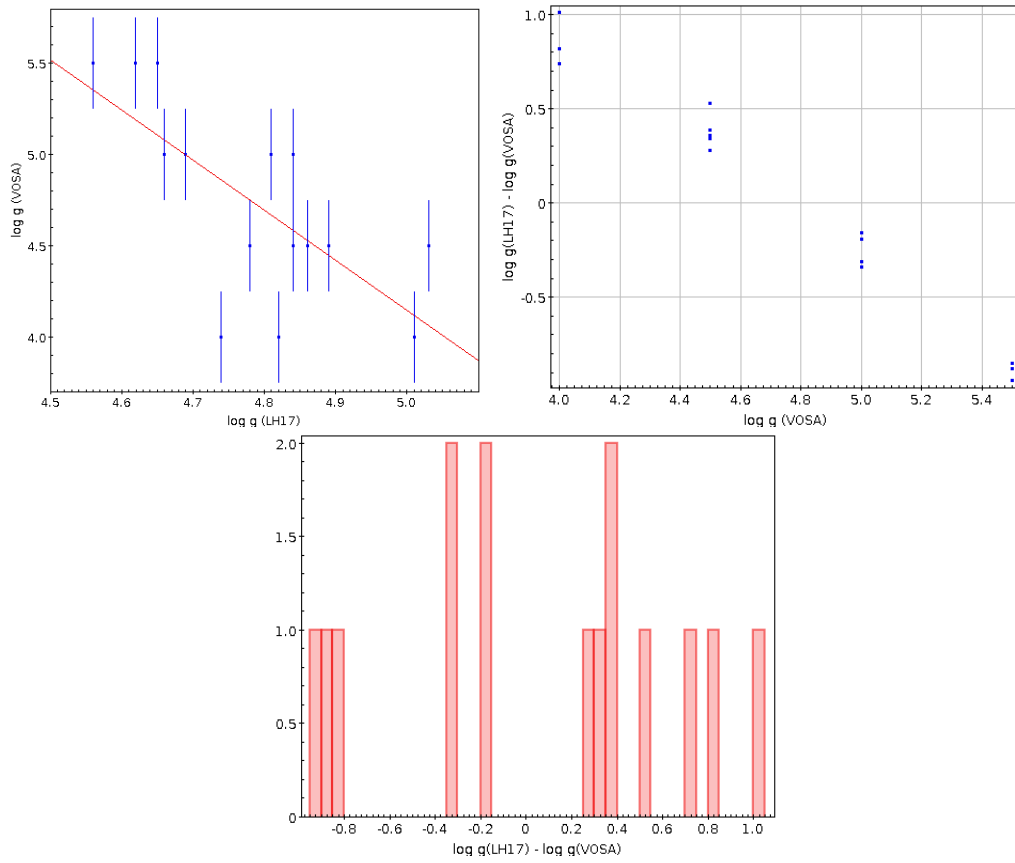 5.5
5.0
4.5
4.0
log g (VOSA)
4.5 4.6 4.7 4.8 4.9 5.0
log g (LH17)
1.0
0.5
0
-0.5
log g(LH17) - log g(VOSA)
4.0 4.2 4.4 4.6 4.8 5.0 5.2 5.4
log g (VOSA)
2.0
1.5
1.0
0.5
0
-0.8 -0.6 -0.4 -0.2 0 0.2 0.4 0.6 0.8 1.0
log g(LH17) - log g(VOSA)